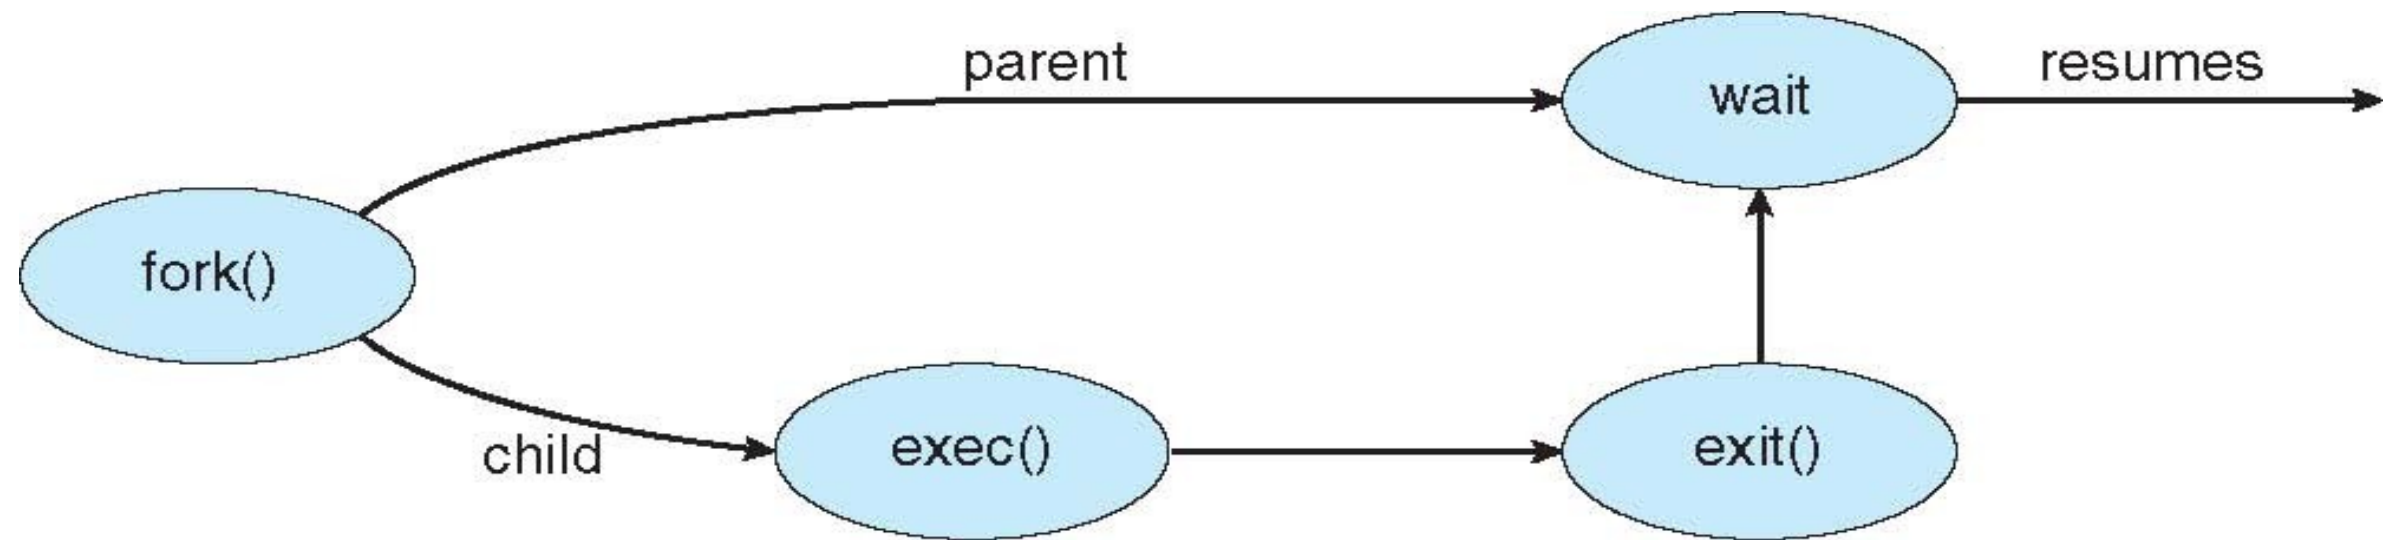 parent
wait
resumes
fork()
child
exec()
exit()